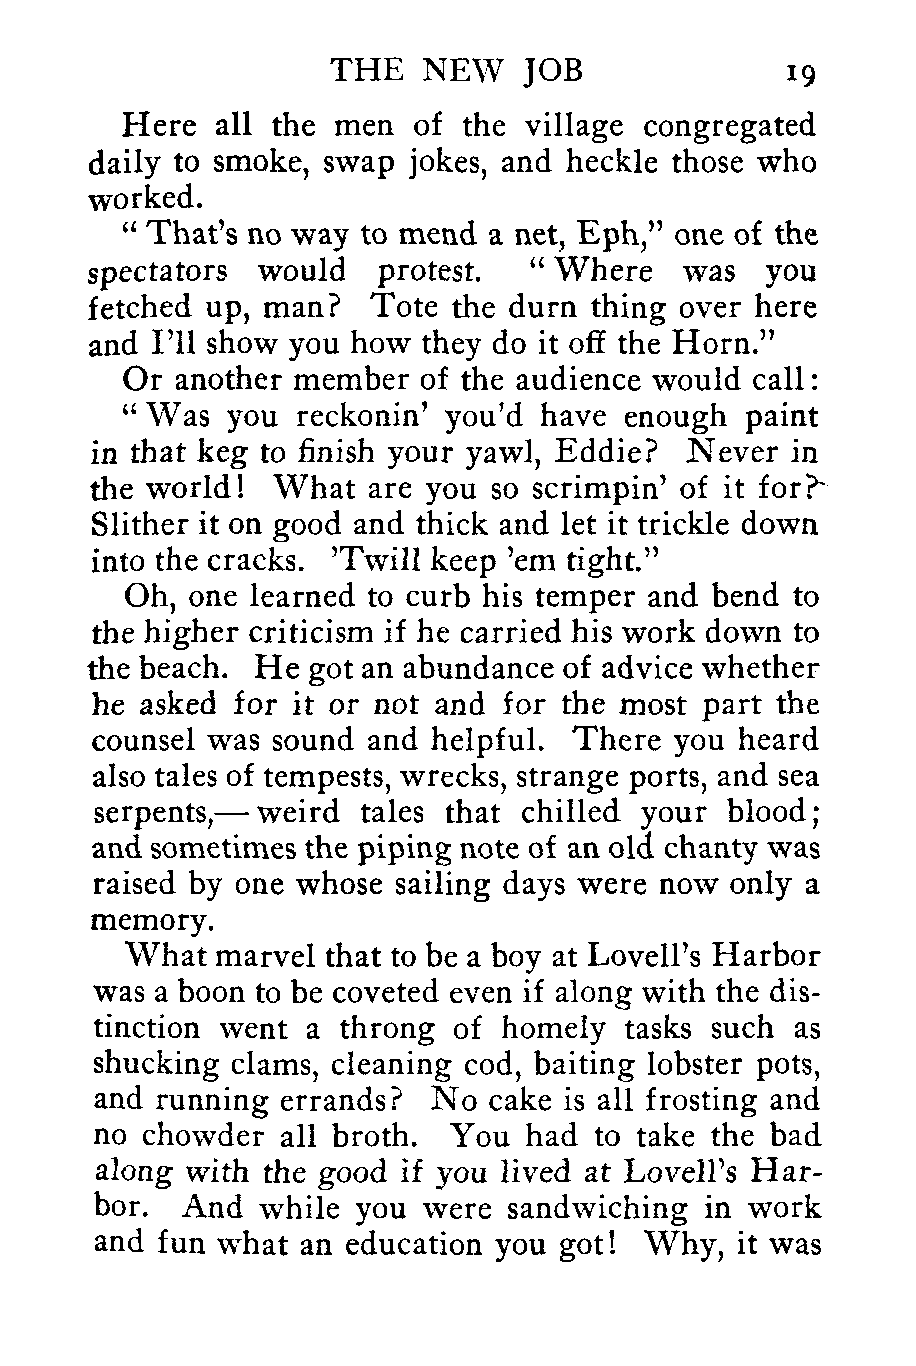 THE NEW JOB 19
Here all the men of the village congregated
daily to smoke, swap jokes, and heckle those who
worked.
“ That’s no way to mend a net, Eph,” one of the
spectators would protest. “ Where was you
fetched up, man? Tote the durn thing over here
and I’ll show you how they do it off the Horn.”
Or another member of the audience would call:
“ Was you reckonin’ you’d have enough paint
in that keg to finish your yawl, Eddie? Never in
the world! What are you so scrimpin’ of it for?
Slither it on good and thick and let it trickle down
into the cracks. ’Twill keep ’em tight.”
Oh, one learned to curb his temper and bend to
the higher criticism if he carried his work down to
the beach. He got an abundance of advice whether
he asked for it or not and for the most part the
counsel was sound and helpful. There you heard
also tales of tempests, wrecks, strange ports, and sea
serpents,— weird tales that chilled your blood;
and sometimes the piping note of an old chanty was
raised by one whose sailing days were now only a
memory.
What marvel that to be a boy at Lovell’s Harbor
was a boon to be coveted even if along with the dis-
tinction went a throng of homely tasks such as
shucking clams, cleaning cod, baiting lobster pots,
and running errands? No cake is all frosting and
no chowder all broth. You had to take the bad
along with the good if you lived at Lovell’s Har-
bor. And while you were sandwiching in work
and fun what an education you got! Why, it was